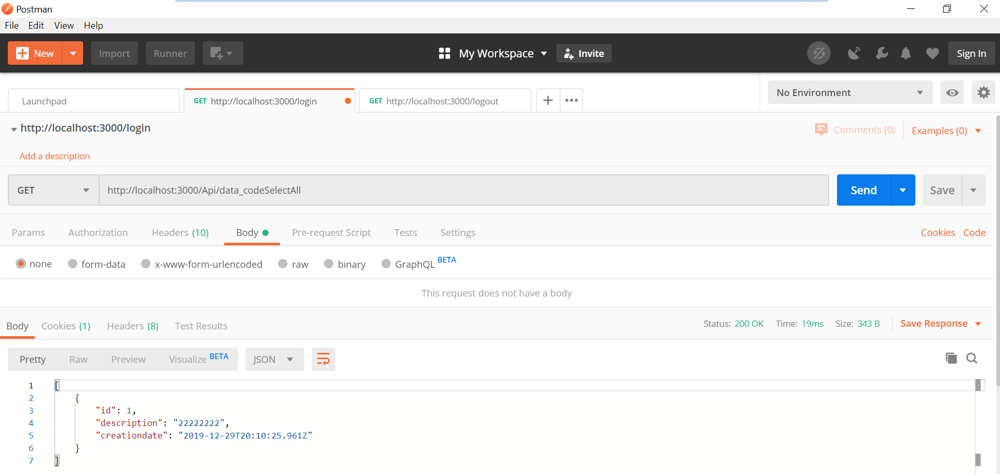 Postman
File Edit View Help
New Import Runner My Workspace Invite Sign In
Launchpad GET http://localhost:3000/login GET http://localhost:3000/logout No Environment
http://localhost:3000/login Comments (0) Examples (0)
Add a description
GET http://localhost:3000/Api/data_codeSelectAll Send Save
Params Authorization Headers (10) Body Pre-request Script Tests Settings Cookies Code
none form-data x-www-form-urlencoded raw binary GraphQL BETA
This request does not have a body
Body Cookies (1) Headers (8) Test Results Status: 200 OK Time: 19ms Size: 343 B Save Response
Pretty Raw Preview Visualize BETA JSON
1 [
2 {
3 "id": 1,
4 "description": "22222222",
5 "creationdate": "2019-12-29T20:10:25.961Z"
6 }
7 ]